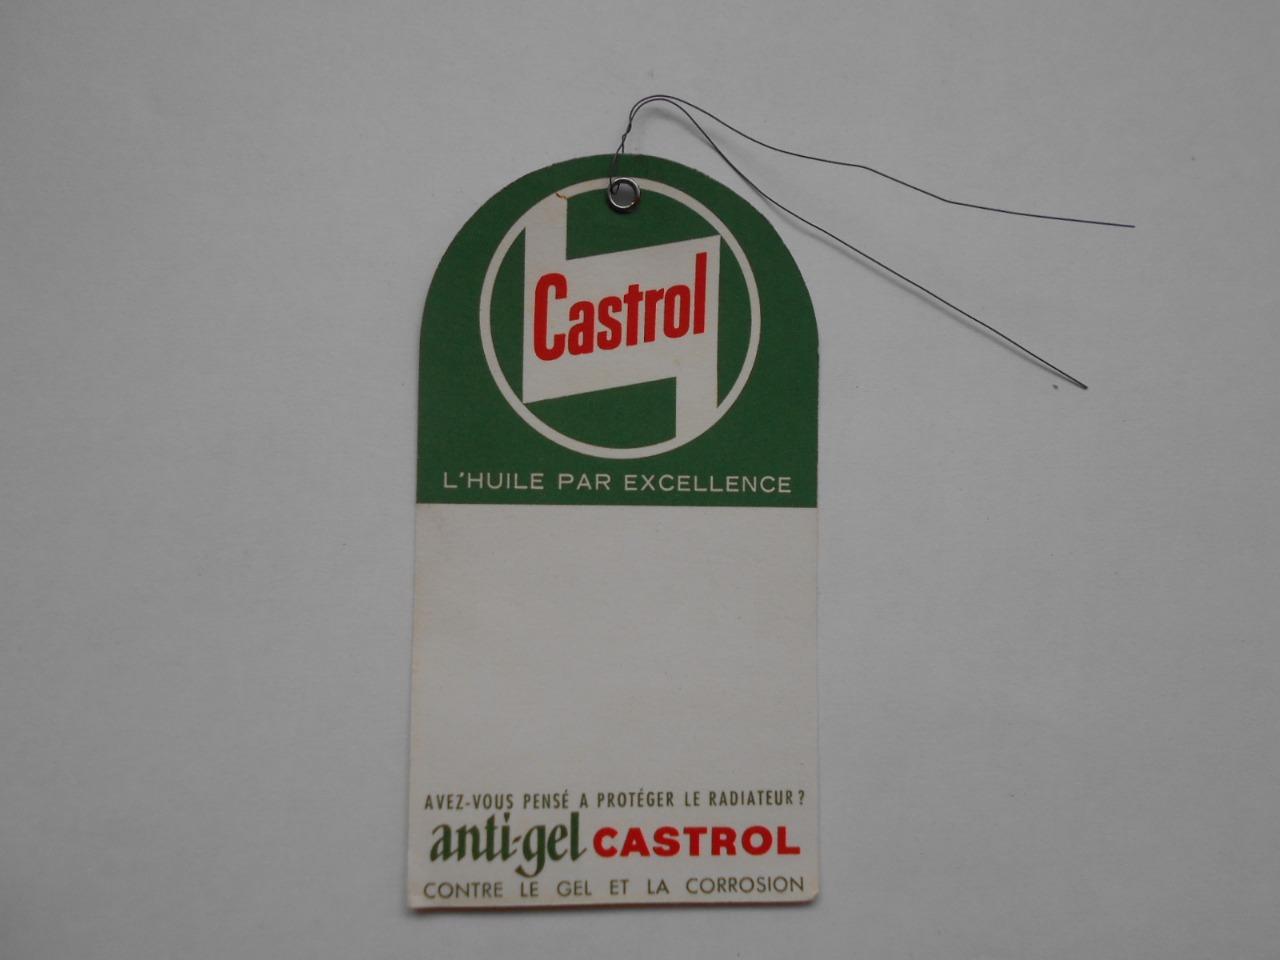 Castrol
L'HUILE PAR EXCELLENCE
AVEZ-VOUS PENSÉ A PROTÉGER LE RADIATEUR?
anti-gel CASTROL
CONTRE LE GEL ET LA CORROSION